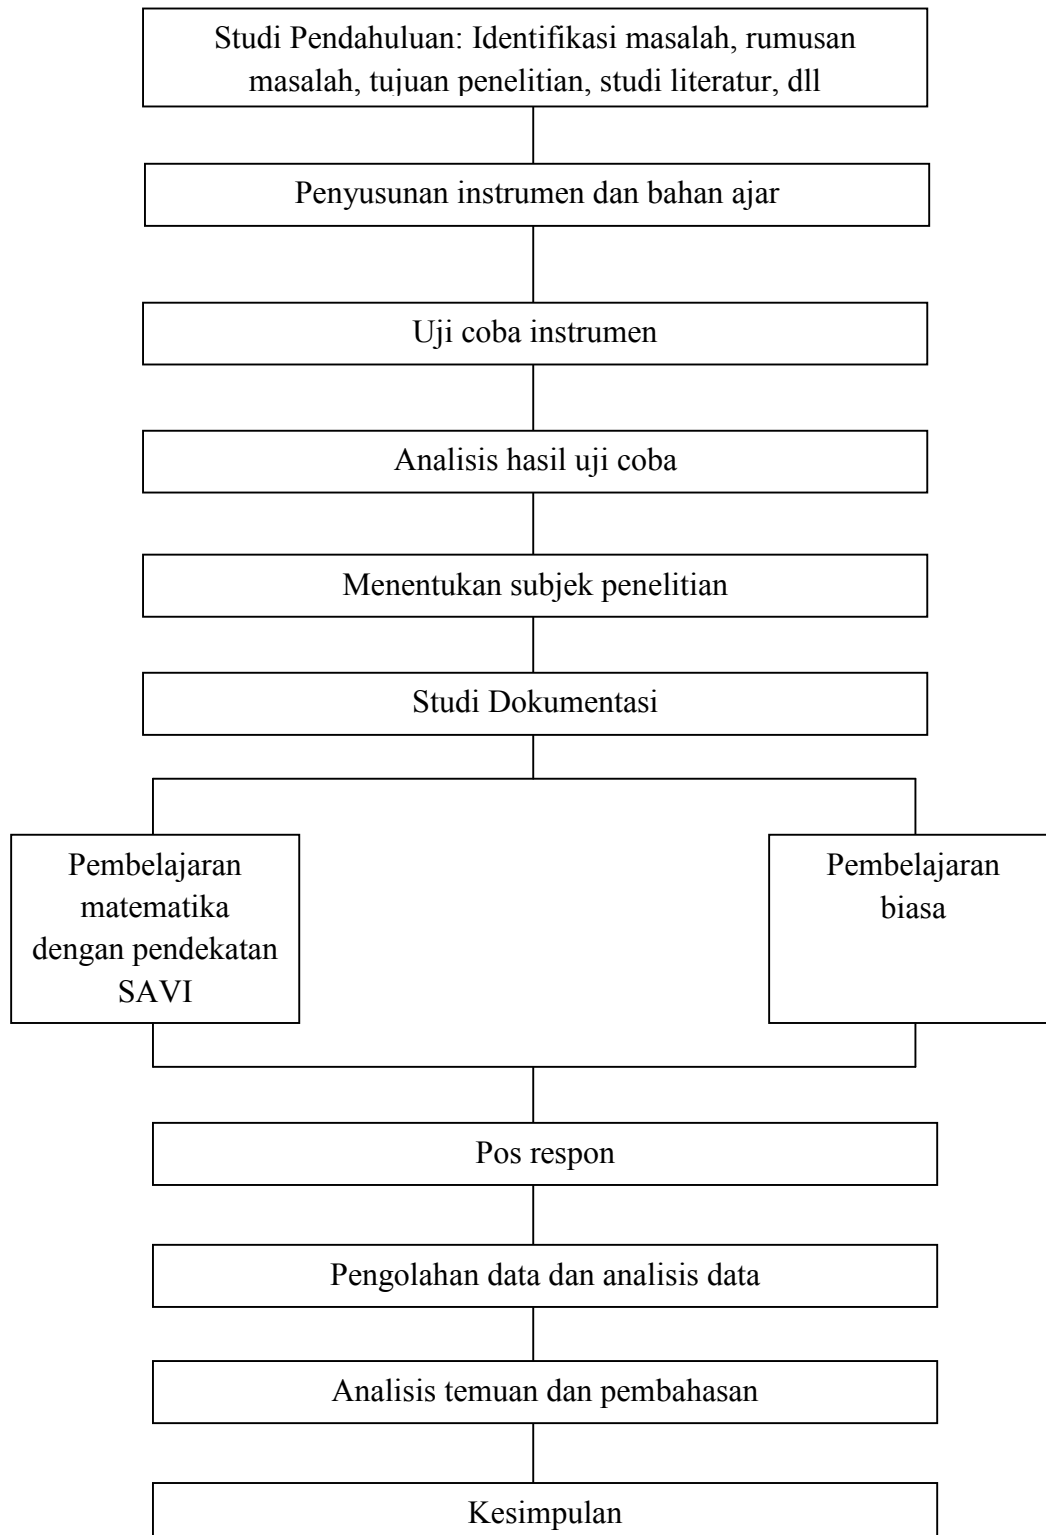 Studi Pendahuluan: Identifikasi masalah, rumusan
masalah, tujuan penelitian, studi literatur, dll
Penyusunan instrumen dan bahan ajar
Uji coba instrumen
Analisis hasil uji coba
Menentukan subjek penelitian
Studi Dokumentasi
Pembelajaran
matematika
dengan pendekatan
SAVI
Pembelajaran
biasa
Pos respon
Pengolahan data dan analisis data
Analisis temuan dan pembahasan
Kesimpulan